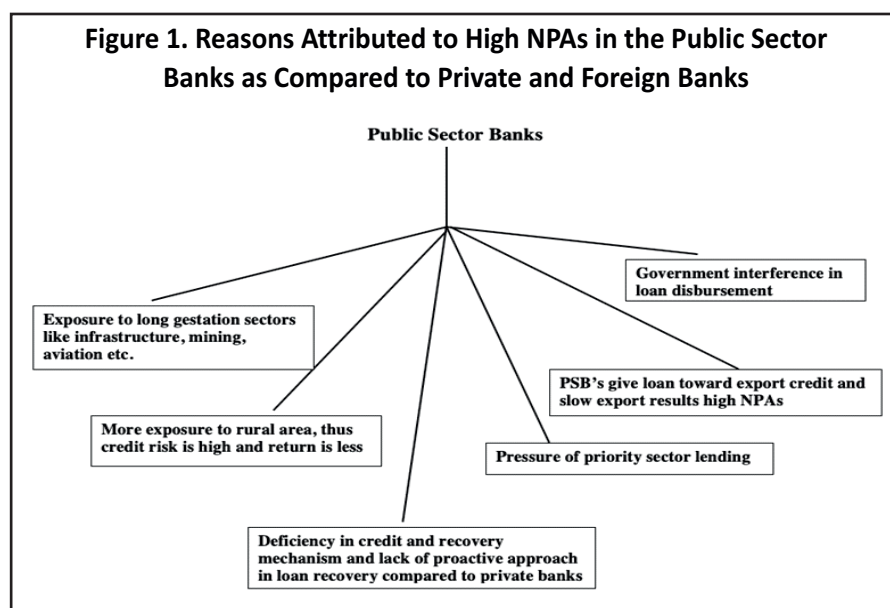 Figure 1. Reasons Attributed to High NPAs in the Public Sector
Banks as Compared to Private and Foreign Banks
Public Sector Banks
Exposure to long gestation sectors
like infrastructure, mining,
aviation etc.
More exposure to rural area, thus
credit risk is high and return is less
Deficiency in credit and recovery
mechanism and lack of proactive approach
in loan recovery compared to private banks
Pressure of priority sector lending
PSB's give loan toward export credit and
slow export results high NPAs
Government interference in
loan disbursement